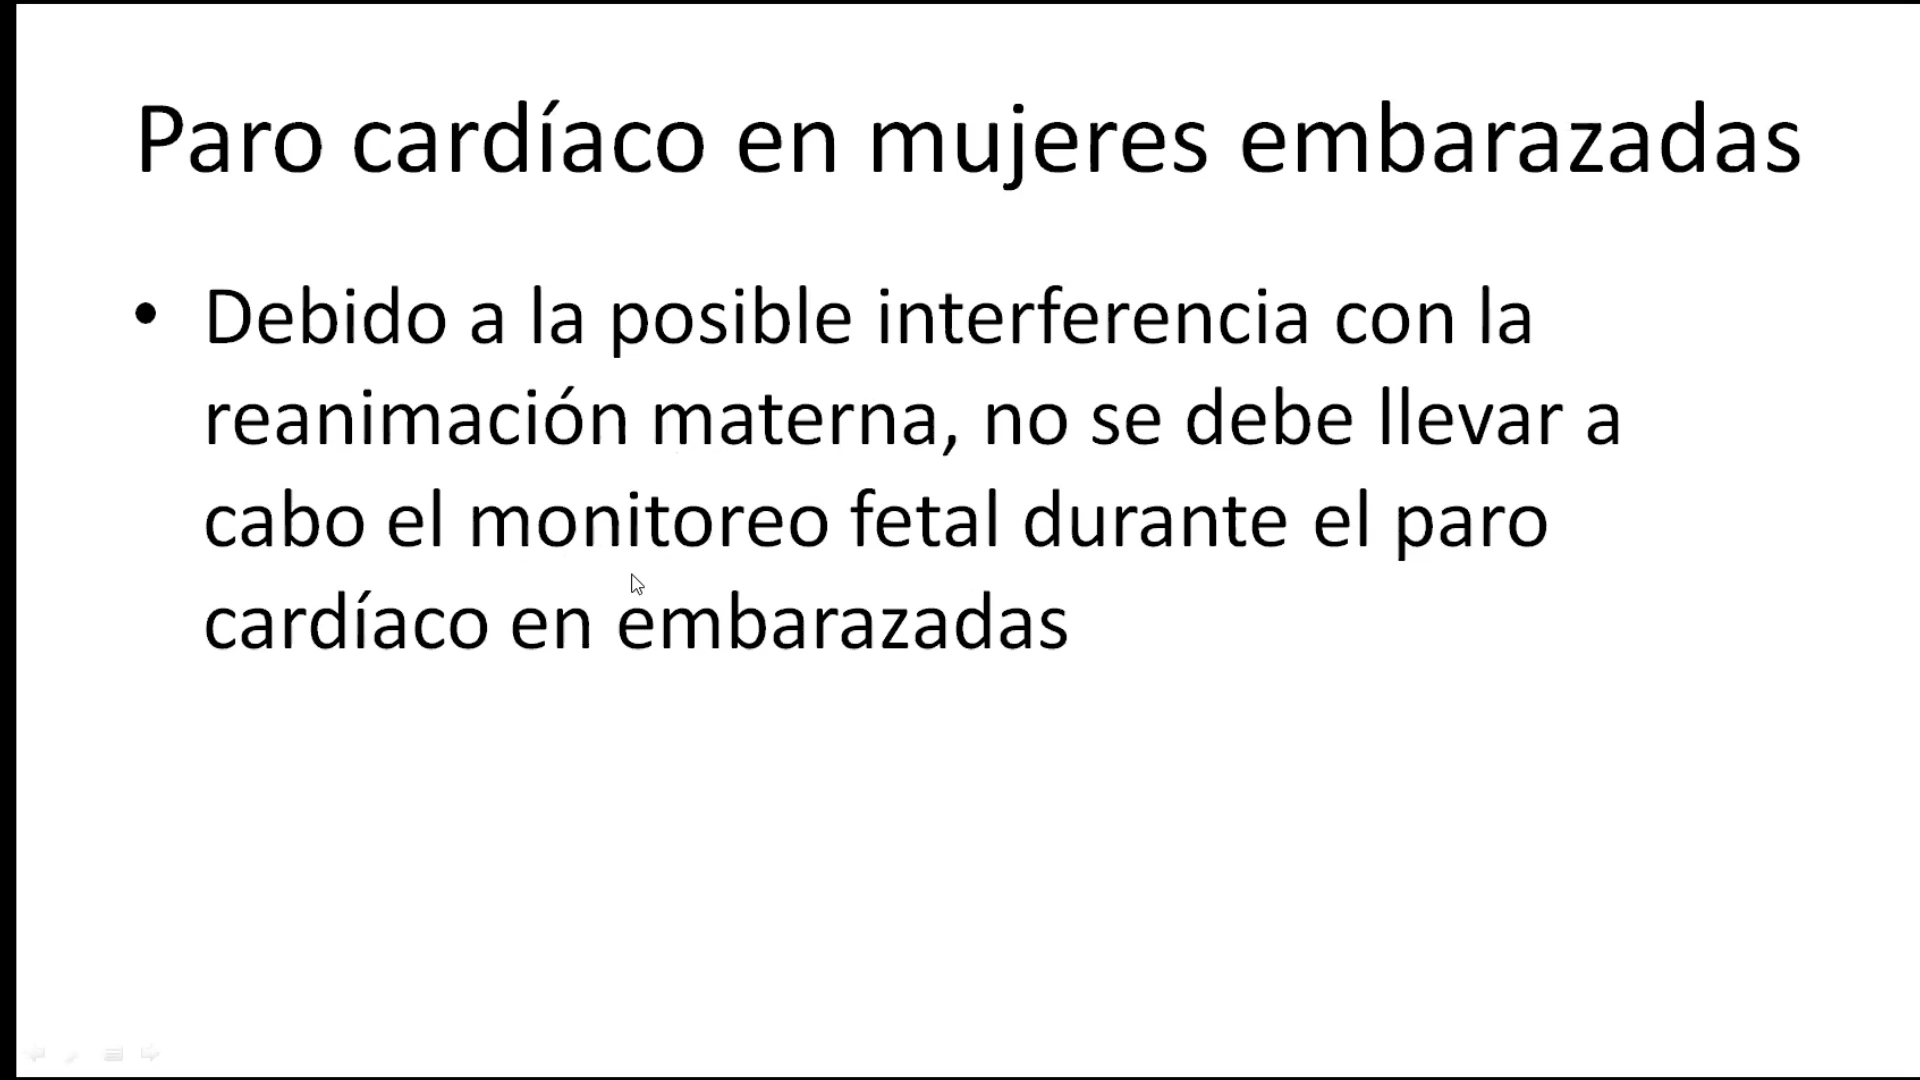 Paro cardíaco en mujeres embarazadas
• Debido a la posible interferencia con la
reanimación materna, no se debe llevar a
cabo el monitoreo fetal durante el paro
cardíaco en embarazadas